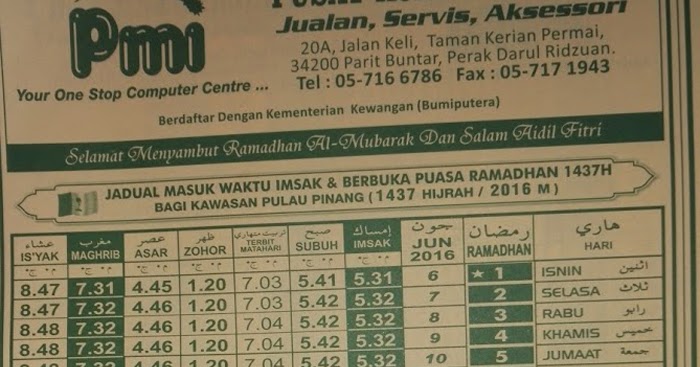 pmi
Your One Stop Computer Centre ...
Jualan, Servis, Aksessori
20A, Jalan Keli, Taman Kerian Permai,
34200 Parit Buntar, Perak Darul Ridzuan.
Tel : 05-716 6786 Fax : 05-717 1943
Berdaftar Dengan Kementerian Kewangan (Bumiputera)
Selamat Menyambut Ramadhan Al-Mubarak Dan Salam Aidil Fitri
JADUAL MASUK WAKTU IMSAK & BERBUKA PUASA RAMADHAN 1437H
BAGI KAWASAN PULAU PINANG (1437 HIJRAH / 2016 M)
عشاء مغرب عصر ظهر صبح إمساك جون رمضان هاري
IS'YAK MAGHRIB ASAR ZOHOR TERBIT MATAHARI SUBUH IMSAK JUN 2016 RAMADHAN HARI
8.47 7.31 4.45 1.20 7.03 5.41 5.31 6 ★ 1 ISNIN اثنين
8.47 7.32 4.46 1.20 7.03 5.42 5.32 7 2 SELASA ثلاث
8.48 7.32 4.46 1.20 7.04 5.42 5.32 8 3 RABU رابو
8.48 7.32 4.46 1.20 7.04 5.42 5.32 9 4 KHAMIS خميس
7.32 4.46 1.20 7.04 5.42 5.32 10 5 JUMAAT جمعة